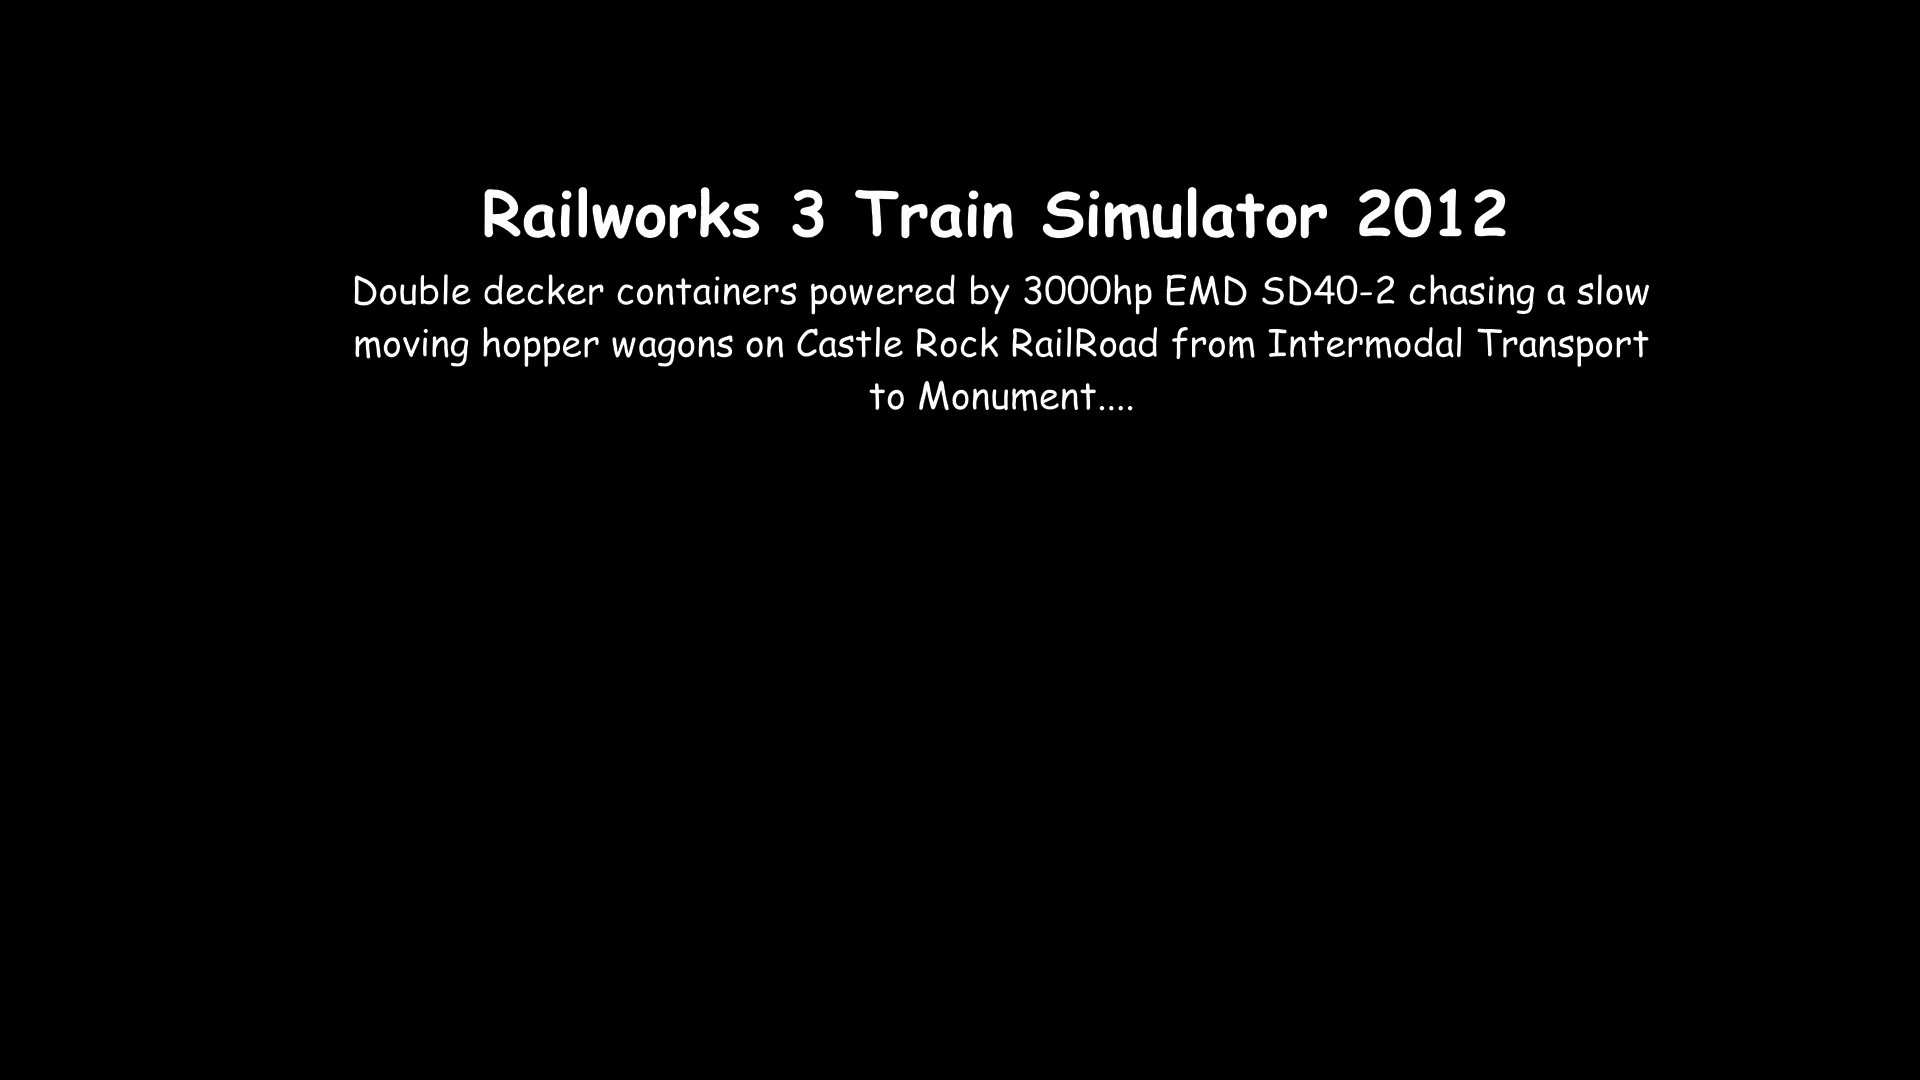 Railworks 3 Train Simulator 2012
Double decker containers powered by 3000hp EMD SD40-2 chasing a slow
moving hopper wagons on Castle Rock RailRoad from Intermodal Transport
to Monument....